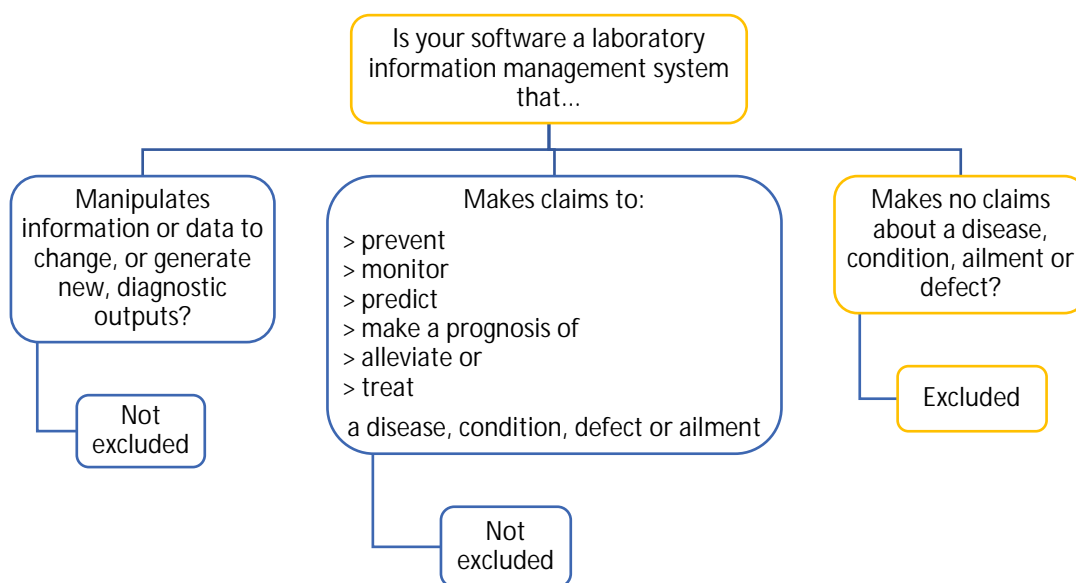 Is your software a laboratory
information management system
that...
Manipulates
information or data to
change, or generate
new, diagnostic
outputs?
Not
excluded
Makes claims to:
> prevent
> monitor
> predict
> make a prognosis of
> alleviate or
> treat
a disease, condition, defect or ailment
Not
excluded
Makes no claims
about a disease,
condition, ailment or
defect?
Excluded